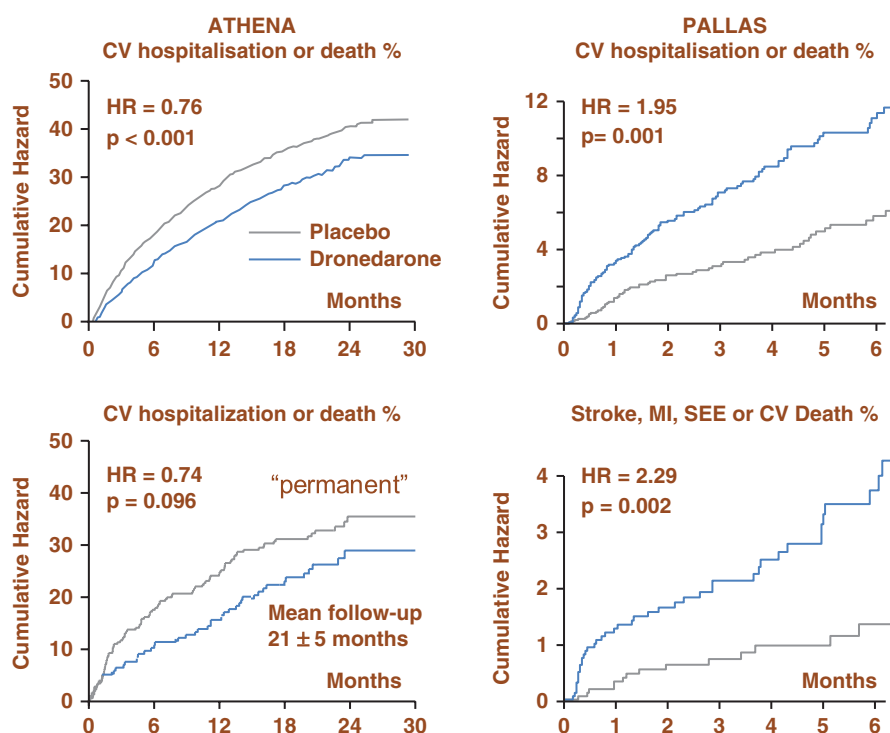 ATHENA
CV hospitalisation or death %
Cumulative Hazard
50
40
30
20
10
0
HR = 0.76
p < 0.001
Placebo
Dronedarone
Months
0 6 12 18 24 30
PALLAS
CV hospitalisation or death %
Cumulative Hazard
12
8
4
0
HR = 1.95
p= 0.001
Months
0 1 2 3 4 5 6
CV hospitalization or death %
Cumulative Hazard
50
40
30
20
10
0
HR = 0.74
p = 0.096
“permanent”
Mean follow-up
21 ± 5 months
Months
0 6 12 18 24 30
Stroke, MI, SEE or CV Death %
Cumulative Hazard
4
3
2
1
0
HR = 2.29
p = 0.002
Months
0 1 2 3 4 5 6